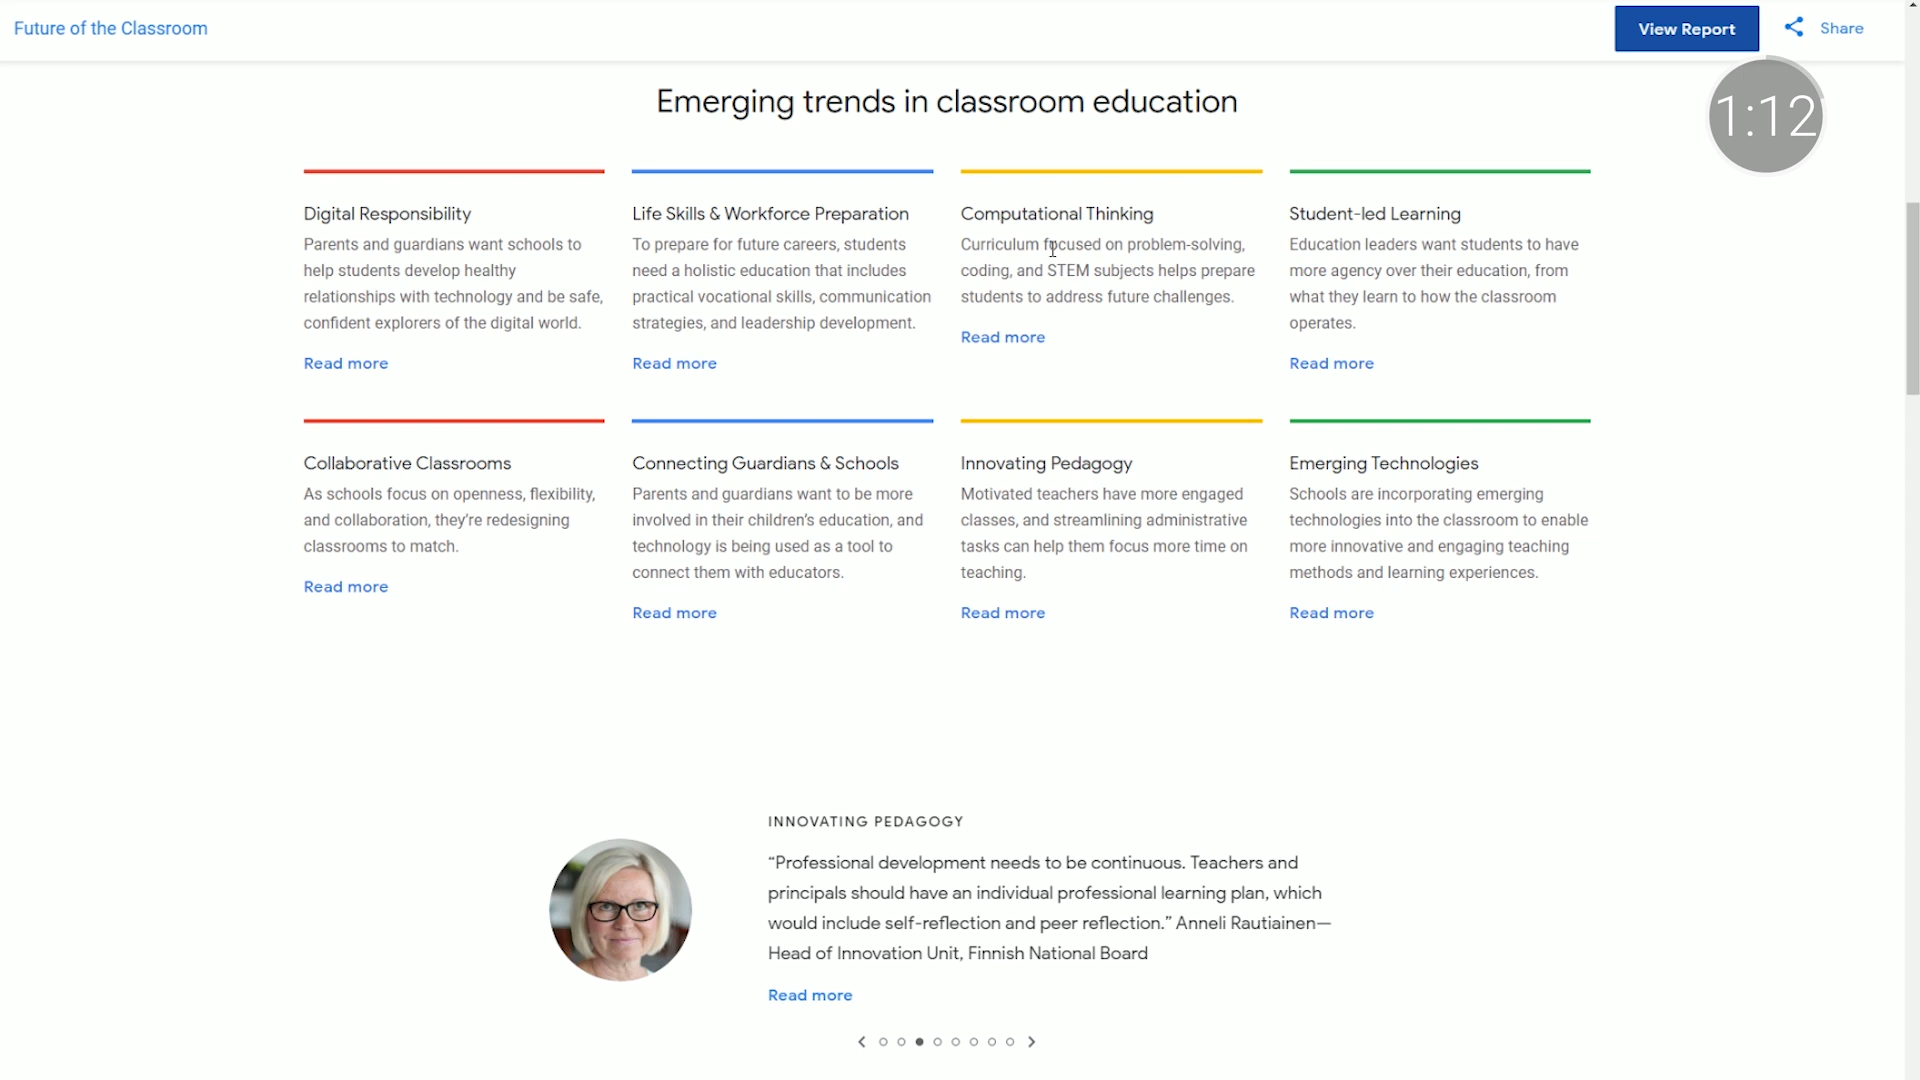 Future of the Classroom
View Report
Share
1:12
Emerging trends in classroom education
Digital Responsibility
Parents and guardians want schools to
help students develop healthy
relationships with technology and be safe,
confident explorers of the digital world.
Read more
Life Skills & Workforce Preparation
To prepare for future careers, students
need a holistic education that includes
practical vocational skills, communication
strategies, and leadership development.
Read more
Computational Thinking
Curriculum focused on problem-solving,
coding, and STEM subjects helps prepare
students to address future challenges.
Read more
Student-led Learning
Education leaders want students to have
more agency over their education, from
what they learn to how the classroom
operates.
Read more
Collaborative Classrooms
As schools focus on openness, flexibility,
and collaboration, they’re redesigning
classrooms to match.
Read more
Connecting Guardians & Schools
Parents and guardians want to be more
involved in their children’s education, and
technology is being used as a tool to
connect them with educators.
Read more
Innovating Pedagogy
Motivated teachers have more engaged
classes, and streamlining administrative
tasks can help them focus more time on
teaching.
Read more
Emerging Technologies
Schools are incorporating emerging
technologies into the classroom to enable
more innovative and engaging teaching
methods and learning experiences.
Read more
INNOVATING PEDAGOGY
“Professional development needs to be continuous. Teachers and
principals should have an individual professional learning plan, which
would include self-reflection and peer reflection.” Anneli Rautiainen—
Head of Innovation Unit, Finnish National Board
Read more